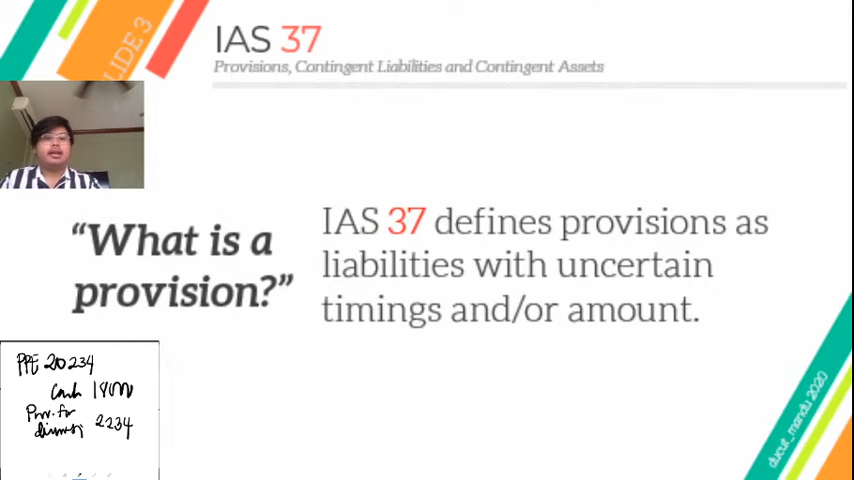 SLIDE 3
IAS 37
Provisions, Contingent Liabilities and Contingent Assets
“What is a
provision?”
IAS 37 defines provisions as
liabilities with uncertain
timings and/or amount.
PPE 20234
Cash 18000
Prov. for
2234
ducut_mandu 2020